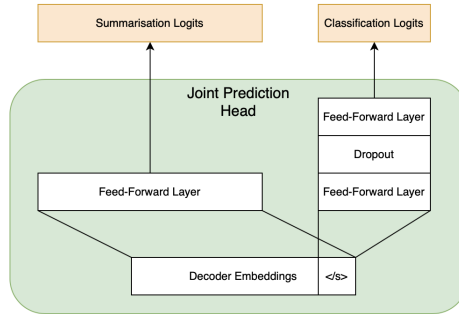 Summarisation Logits
Classification Logits
Joint Prediction
Head
Feed-Forward Layer
Dropout
Feed-Forward Layer
Feed-Forward Layer
Decoder Embeddings
</s>